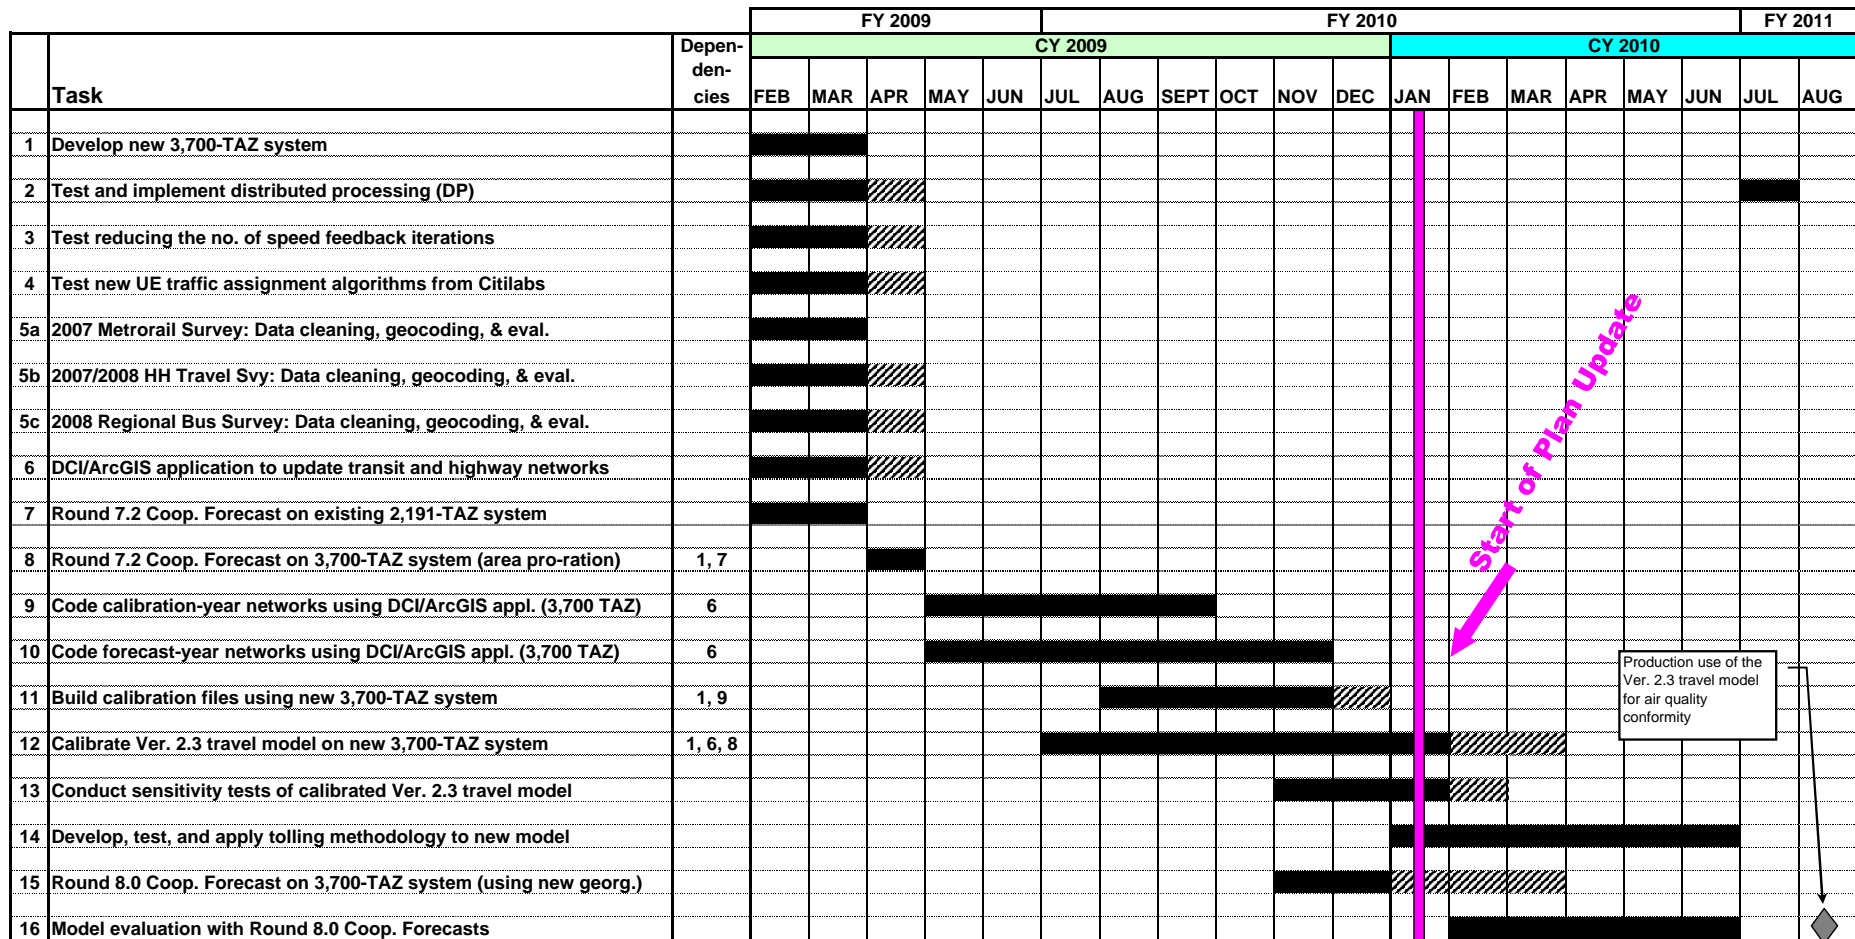 FY 2009 FY 2010 FY 2011
Depen- CY 2009 CY 2010
den-
Task cies FEB MAR APR MAY JUN JUL AUG SEPT OCT NOV DEC JAN FEB MAR APR MAY JUN JUL AUG
1 Develop new 3,700-TAZ system
2 Test and implement distributed processing (DP)
3 Test reducing the no. of speed feedback iterations
4 Test new UE traffic assignment algorithms from Citilabs
5a 2007 Metrorail Survey: Data cleaning, geocoding, & eval.
5b 2007/2008 HH Travel Svy: Data cleaning, geocoding, & eval.
5c 2008 Regional Bus Survey: Data cleaning, geocoding, & eval.
Start of Plan Update
6 DCI/ArcGIS application to update transit and highway networks
7 Round 7.2 Coop. Forecast on existing 2,191-TAZ system
8 Round 7.2 Coop. Forecast on 3,700-TAZ system (area pro-ration) 1, 7
9 Code calibration-year networks using DCI/ArcGIS appl. (3,700 TAZ) 6
10 Code forecast-year networks using DCI/ArcGIS appl. (3,700 TAZ) 6
Production use of the
Ver. 2.3 travel model
for air quality
conformity
11 Build calibration files using new 3,700-TAZ system 1, 9
12 Calibrate Ver. 2.3 travel model on new 3,700-TAZ system 1, 6, 8
13 Conduct sensitivity tests of calibrated Ver. 2.3 travel model
14 Develop, test, and apply tolling methodology to new model
15 Round 8.0 Coop. Forecast on 3,700-TAZ system (using new georg.)
16 Model evaluation with Round 8.0 Coop. Forecasts